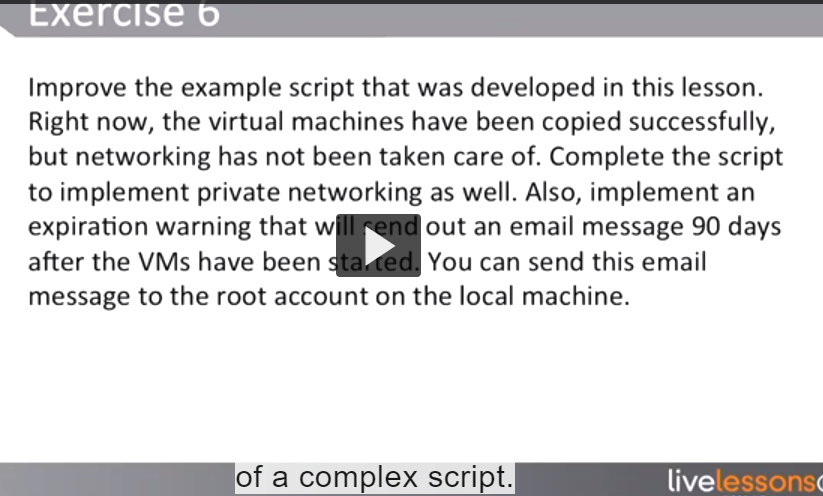 Exercise 6
Improve the example script that was developed in this lesson.
Right now, the virtual machines have been copied successfully,
but networking has not been taken care of. Complete the script
to implement private networking as well. Also, implement an
expiration warning that will send out an email message 90 days
after the VMs have been started. You can send this email
message to the root account on the local machine.
of a complex script.
livelessons